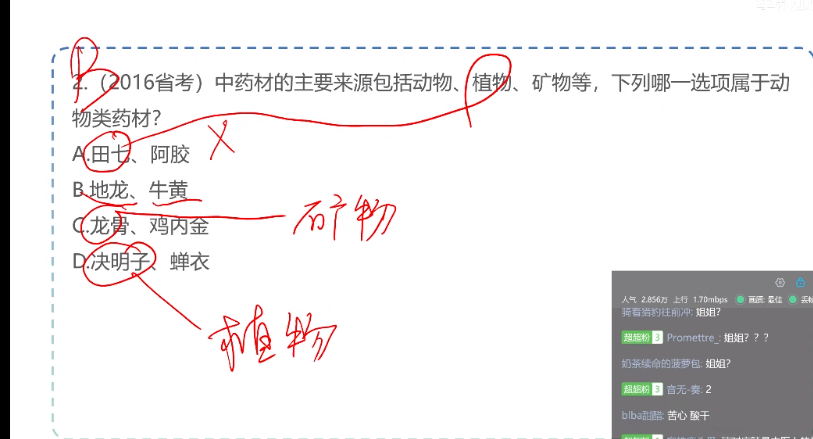 B
2.（2016省考）中药材的主要来源包括动物、植物、矿物等，下列哪一选项属于动
物类药材？
A.田七、阿胶
B.地龙、牛黄
C.龙骨、鸡内金
矿物
D.决明子、蝉衣
植物
人气 2.856万 上行 1.70mbps 画质: 最佳
骑着猪豹往前冲: 姐姐?
超超粉 3 Promettre_: 姐姐? ? ?
奶茶续命的菠萝包: 姐姐?
超超粉 3 音无-奏: 2
blba甜醋: 苦心 酸干